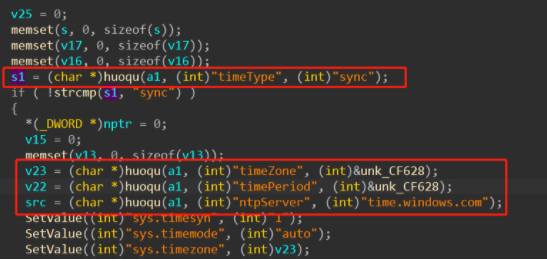 v25 = 0;
memset(s, 0, sizeof(s));
memset(v17, 0, sizeof(v17));
memset(v16, 0, sizeof(v16));
s1 = (char *)huoqu(a1, (int)"timeType", (int)"sync");
if ( !strcmp(s1, "sync") )
{
*(_DWORD *)nptr = 0;
v15 = 0;
memset(v13, 0, sizeof(v13));
v23 = (char *)huoqu(a1, (int)"timeZone", (int)&unk_CF628);
v22 = (char *)huoqu(a1, (int)"timePeriod", (int)&unk_CF628);
src = (char *)huoqu(a1, (int)"ntpServer", (int)"time.windows.com");
SetValue((int)"sys.timesyn", (int)"1");
SetValue((int)"sys.timemode", (int)"auto");
SetValue((int)"sys.timezone", (int)v23);